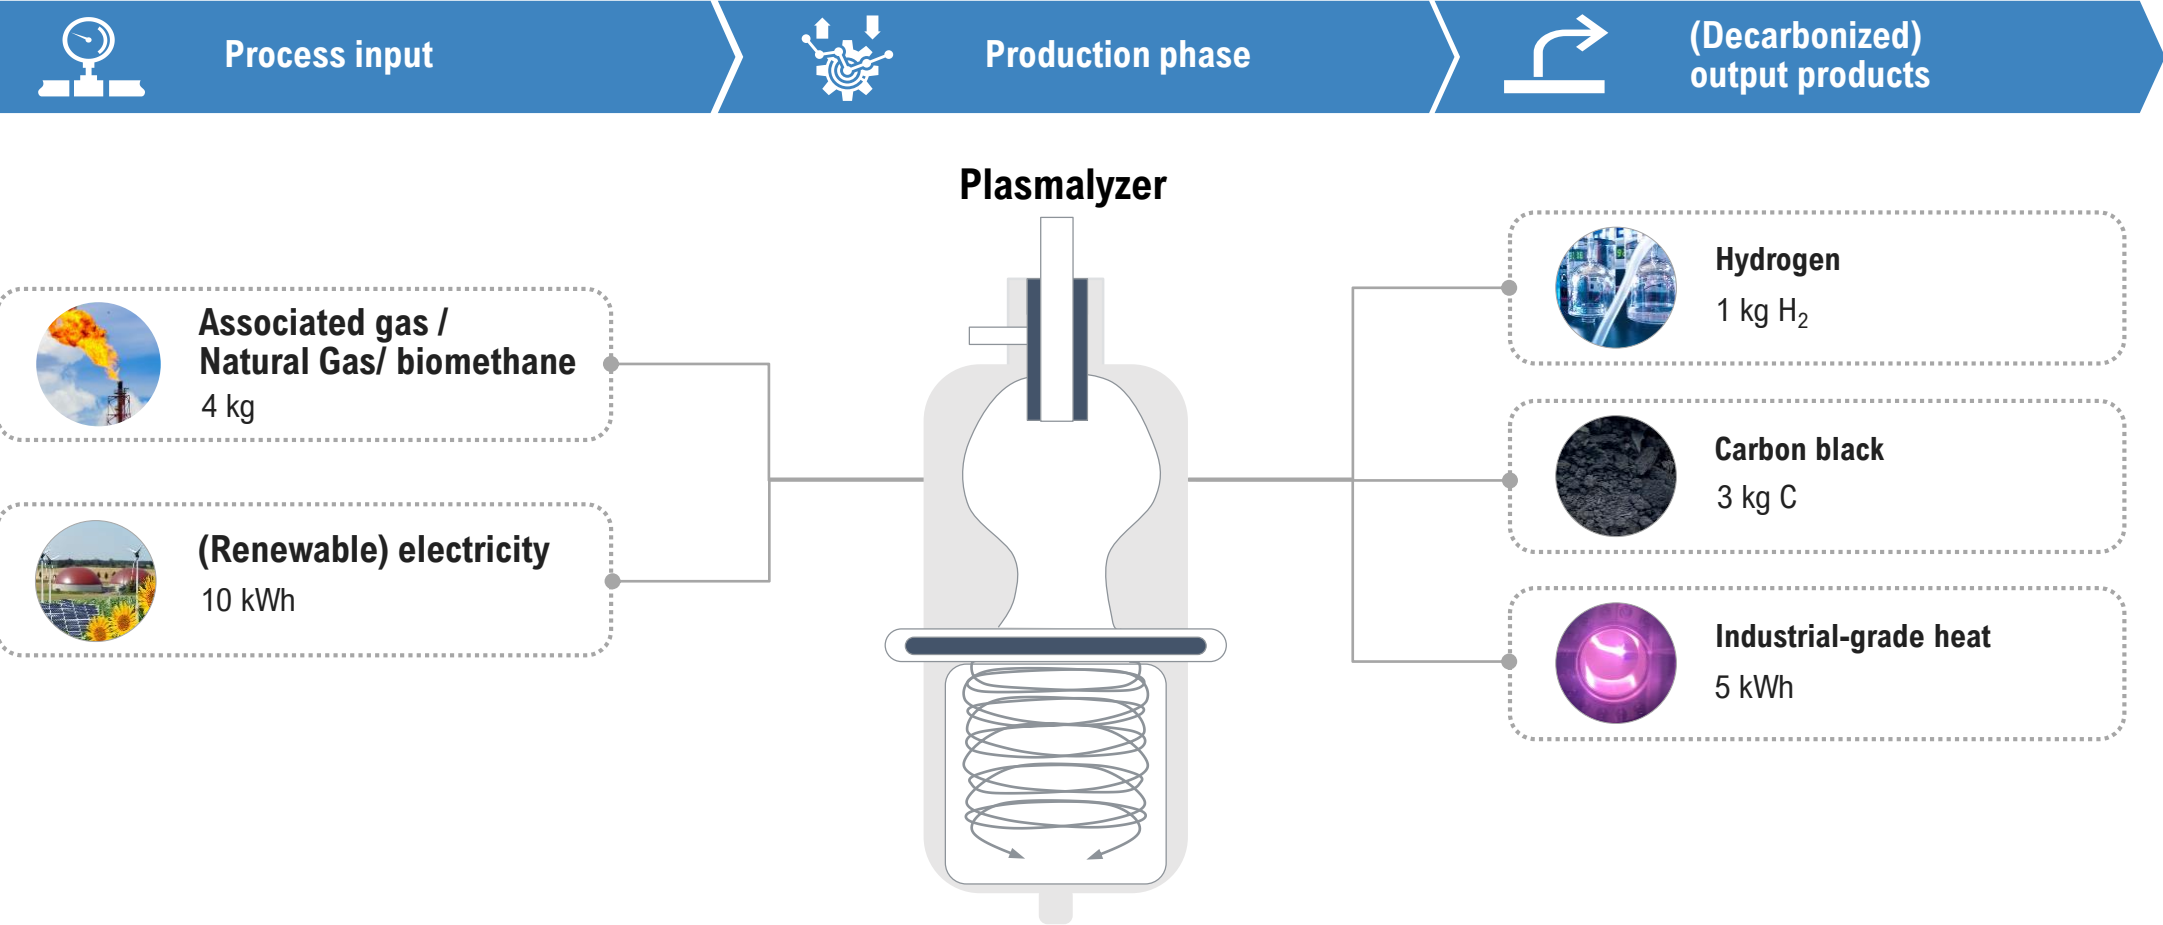 Process input
Production phase
(Decarbonized)
output products
Plasmalyzer
Associated gas /
Natural Gas/ biomethane
4 kg
(Renewable) electricity
10 kWh
Hydrogen
1 kg H₂
Carbon black
3 kg C
Industrial-grade heat
5 kWh